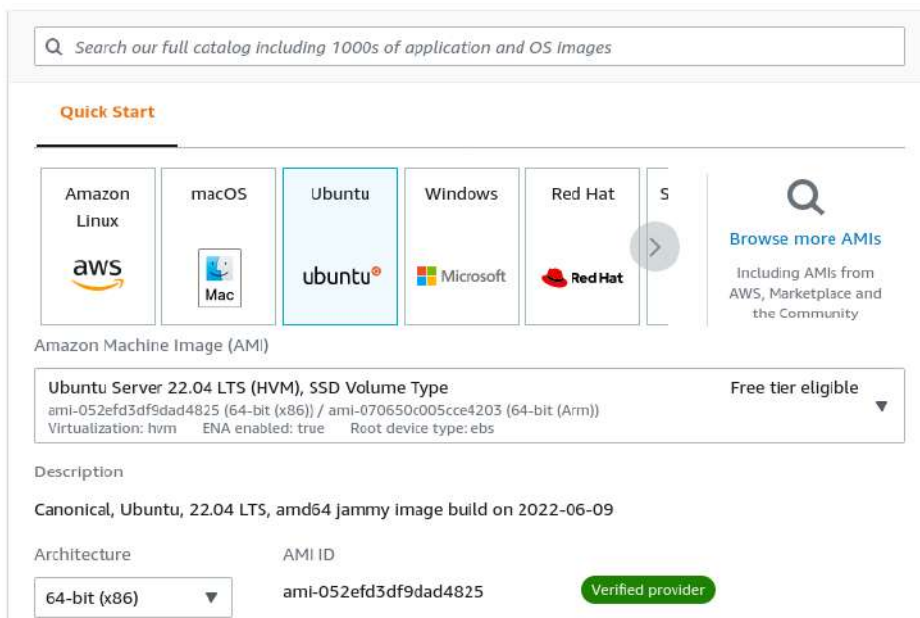 Search our full catalog including 1000s of application and OS images
Quick Start
Amazon
Linux
aws
macOS
Mac
Ubuntu
ubuntu
Windows
Microsoft
Red Hat
Red Hat
S
Browse more AMIs
Including AMIs from
AWS, Marketplace and
the Community
Amazon Machine Image (AMI)
Ubuntu Server 22.04 LTS (HVM), SSD Volume Type Free tier eligible
ami-052efd3df9dad4825 (64-bit (x86)) / ami-070650c005cce4203 (64-bit (Arm))
Virtualization: hvm ENA enabled: true Root device type: ebs
Description
Canonical, Ubuntu, 22.04 LTS, amd64 jammy image build on 2022-06-09
Architecture AMI ID
64-bit (x86) ami-052efd3df9dad4825 Verified provider